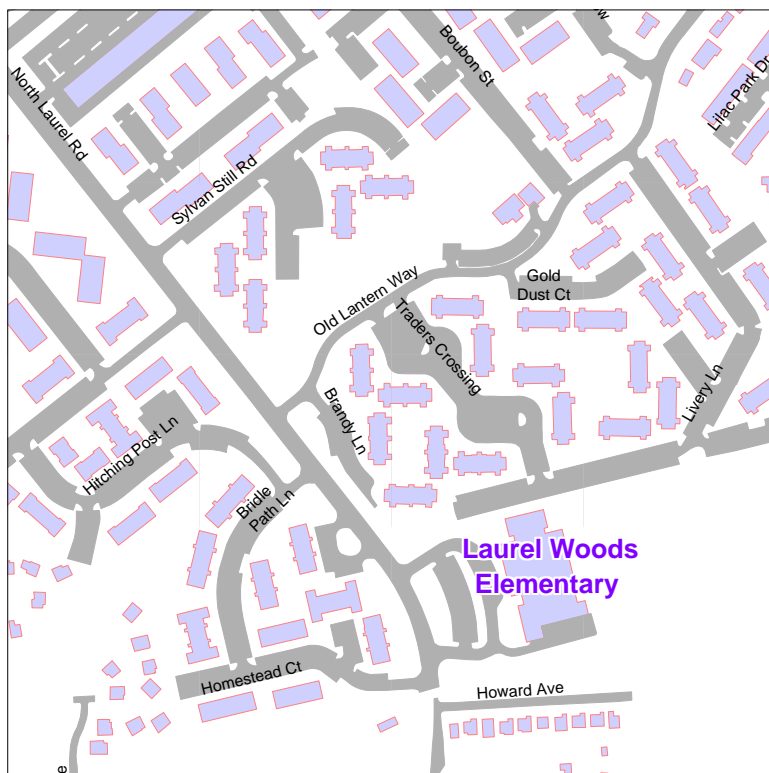 Boubon St
North Laurel Rd
Lilac Park Dr
Sylvan Still Rd
Old Lantern Way
Gold
Dust Ct
Traders Crossing
Livery Ln
Brandy Ln
Hitching Post Ln
Bridle
Path Ln
Laurel Woods
Elementary
Homestead Ct
Howard Ave